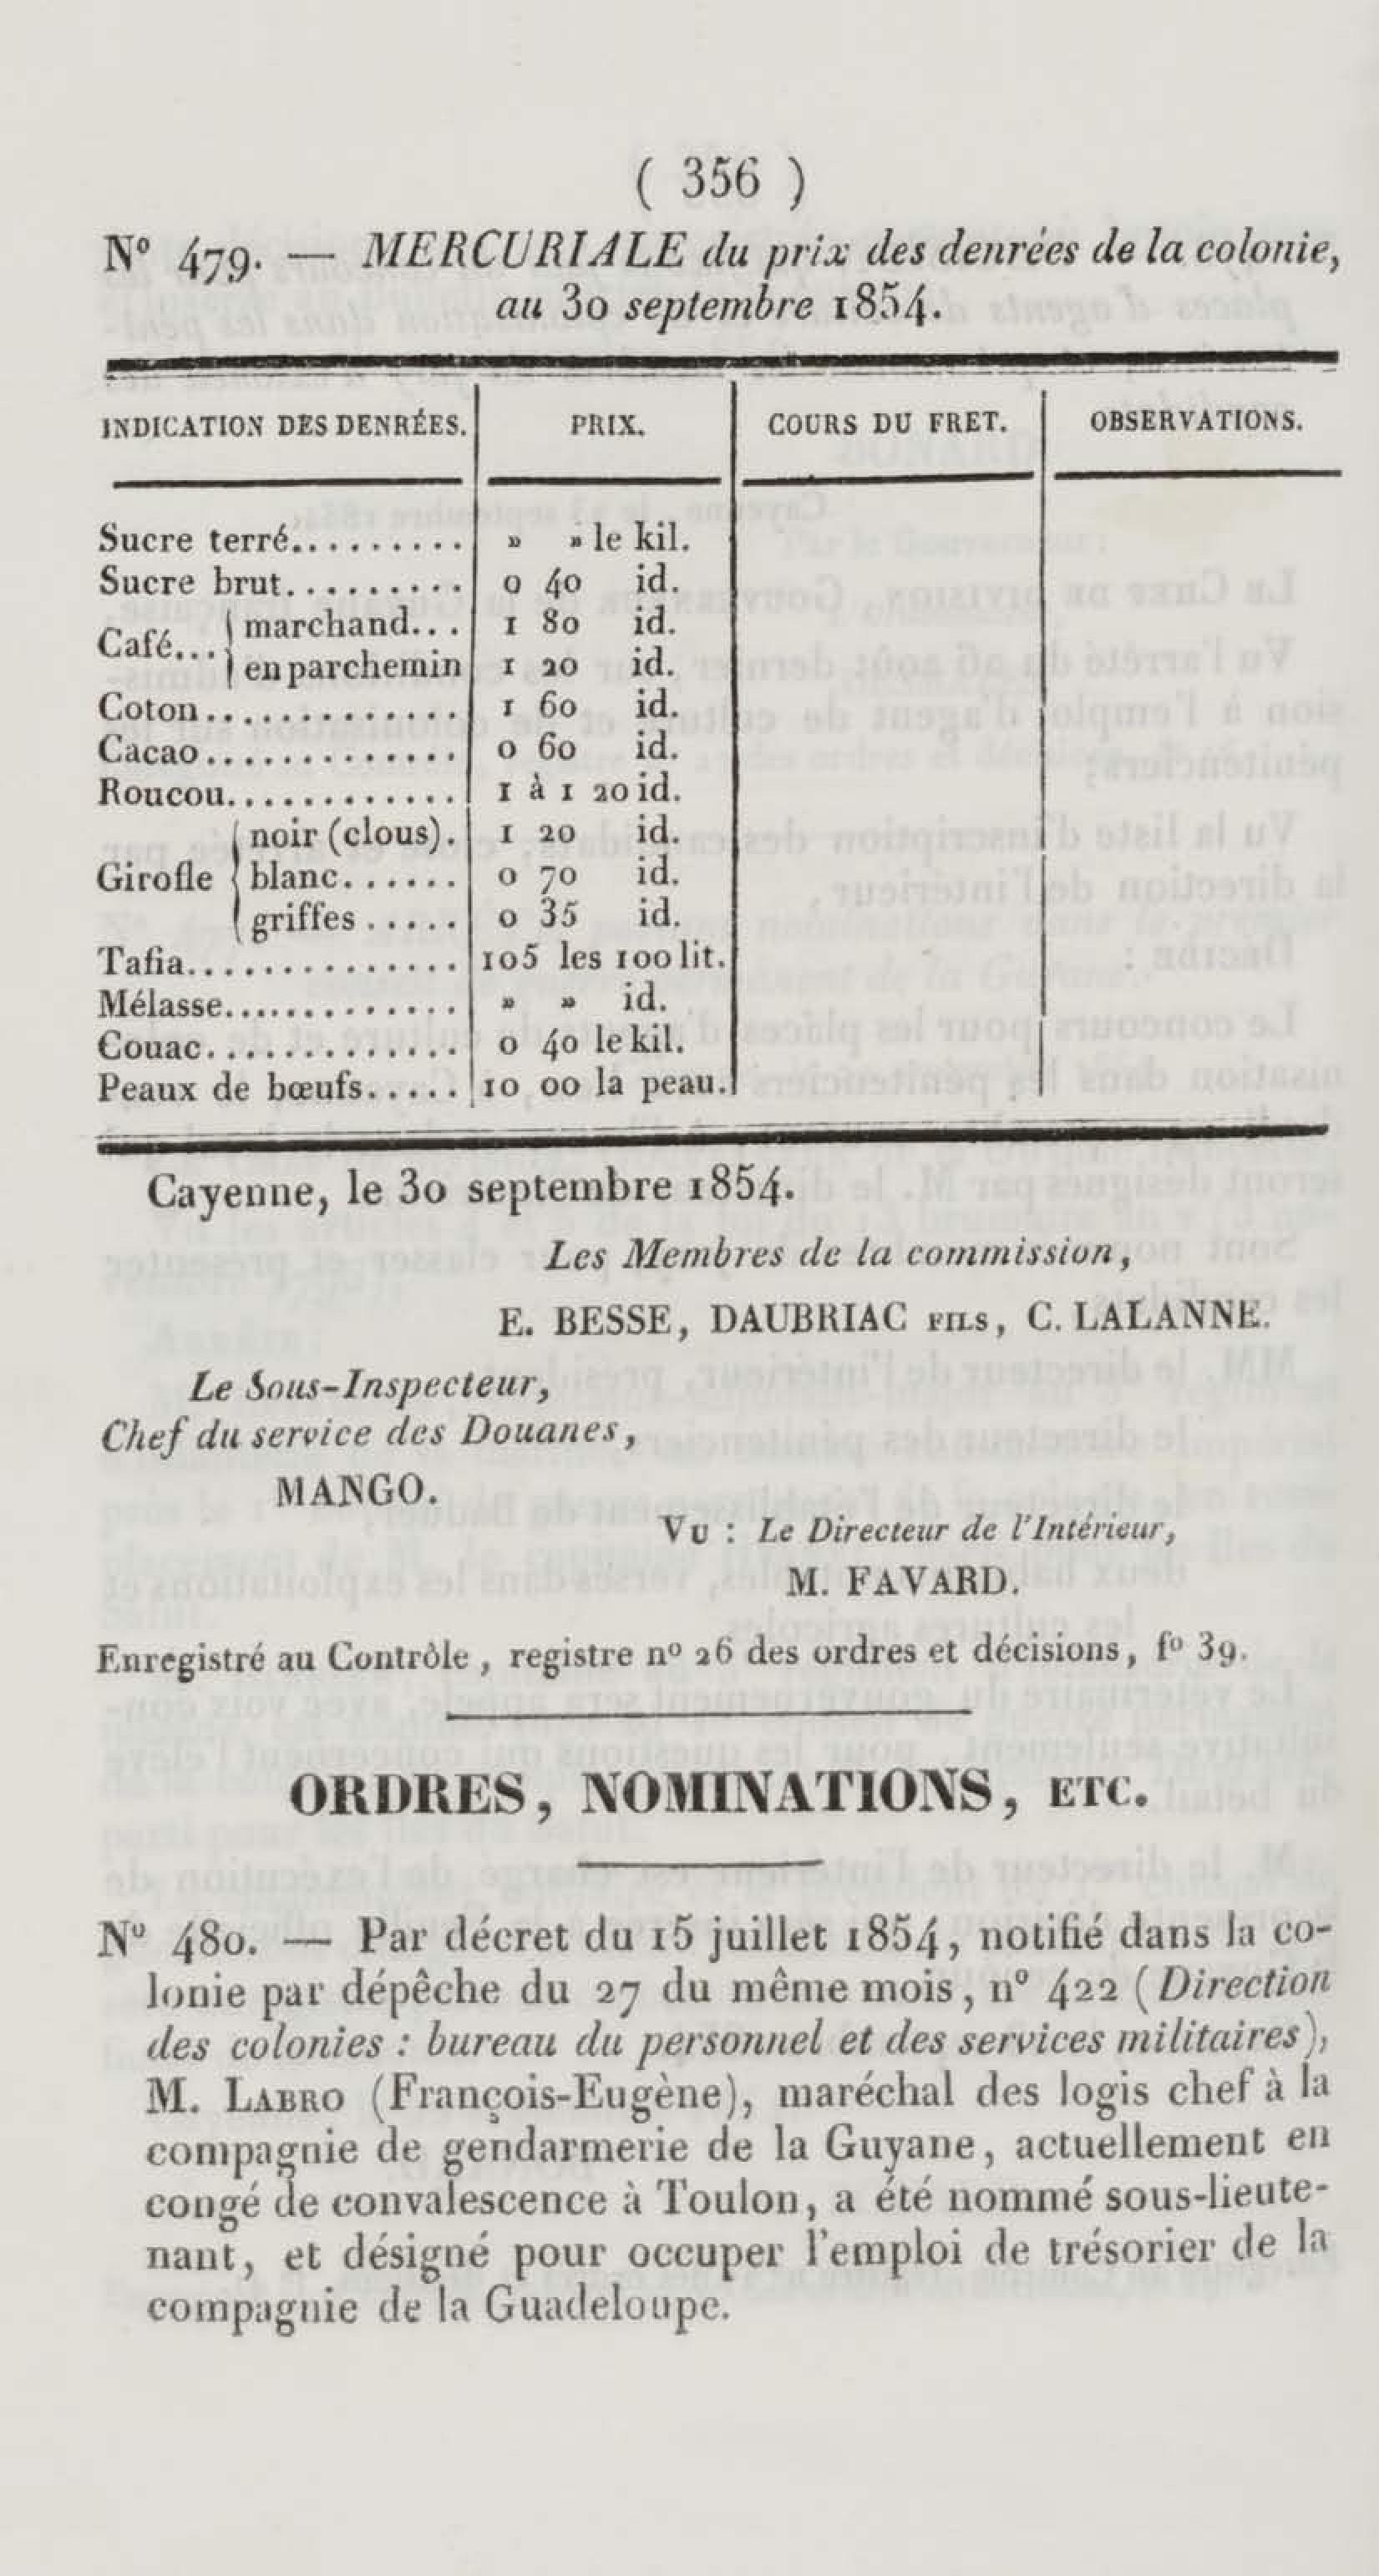 ( 356 )
N° 479. — MERCURIALE du prix des denrées de la colonie,
au 30 septembre 1854.
INDICATION DES DENRÉES. PRIX. COURS DU FRET. OBSERVATIONS.
Sucre terré.......... » » le kil.
Sucre brut.......... 0 40 id.
Café... { marchand... 1 80 id.
en parchemin 1 20 id.
Coton.............. 1 60 id.
Cacao.............. 0 60 id.
Roucou............. 1 à 1 20 id.
Girofle { noir (clous). 1 20 id.
blanc...... 0 70 id.
griffes..... 0 35 id.
Tafia............... 105 les 100 lit.
Mélasse............. » » id.
Couac.............. 0 40 le kil.
Peaux de bœufs..... 10 00 la peau.
Cayenne, le 30 septembre 1854.
Les Membres de la commission,
E. BESSE, DAUBRIAC FILS, C. LALANNE.
Le Sous-Inspecteur,
Chef du service des Douanes,
MANGO.
VU : Le Directeur de l'Intérieur,
M. FAVARD.
Enregistré au Contrôle, registre n° 26 des ordres et décisions, f° 39.
ORDRES, NOMINATIONS, ETC.
N° 480. — Par décret du 15 juillet 1854, notifié dans la co-
lonie par dépêche du 27 du même mois, n° 422 (Direction
des colonies : bureau du personnel et des services militaires),
M. LABRO (François-Eugène), maréchal des logis chef à la
compagnie de gendarmerie de la Guyane, actuellement en
congé de convalescence à Toulon, a été nommé sous-lieute-
nant, et désigné pour occuper l'emploi de trésorier de la
compagnie de la Guadeloupe.